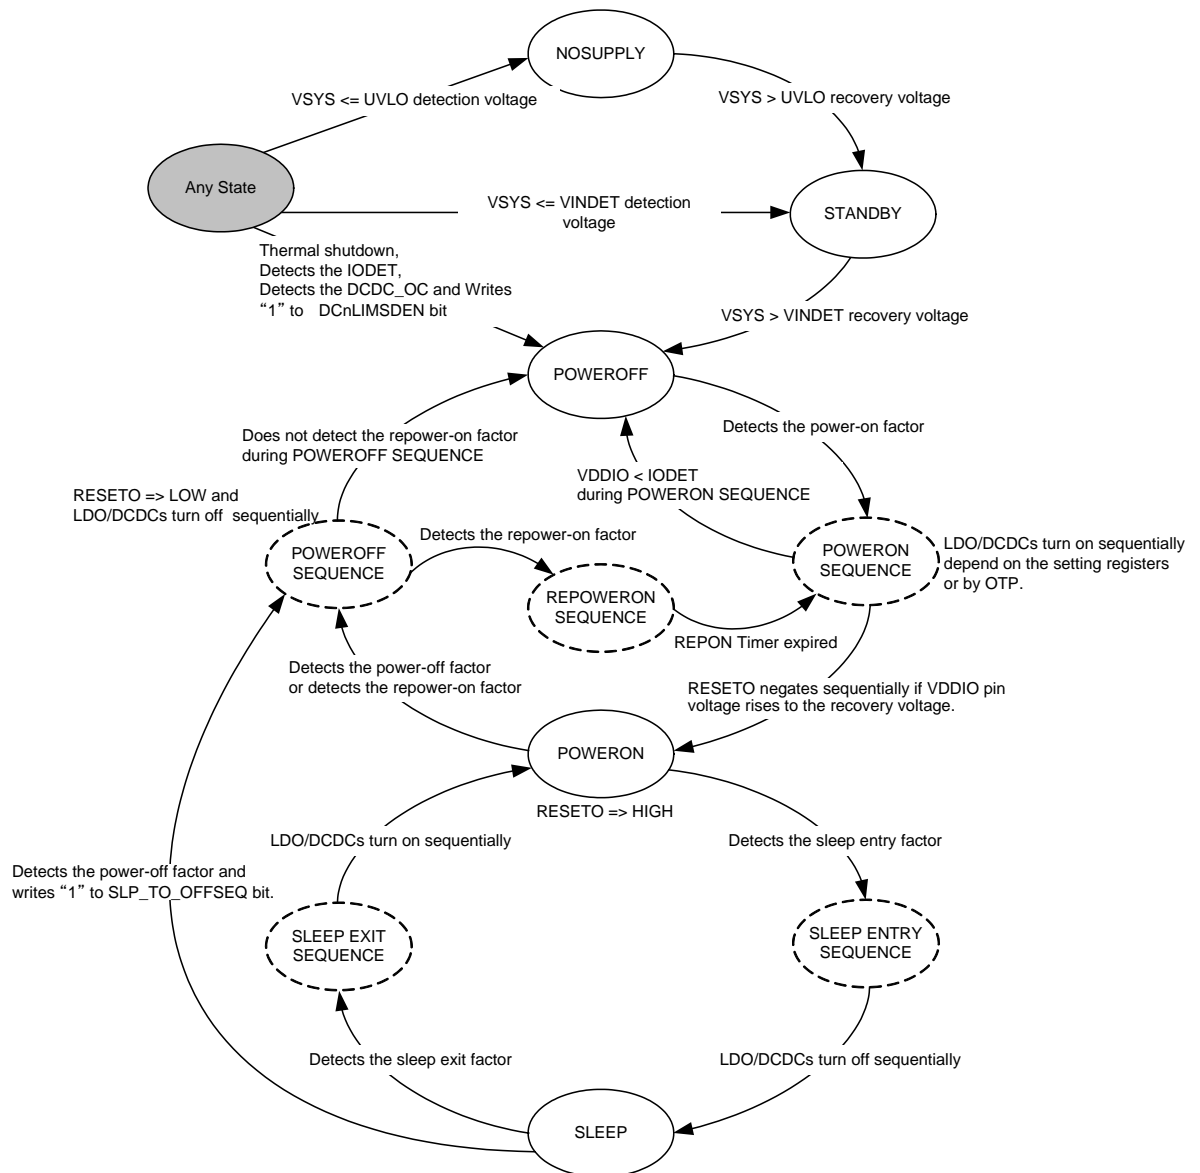 NOSUPPLY
VSYS <= UVLO detection voltage
VSYS > UVLO recovery voltage
Any State
VSYS <= VINDET detection
voltage
STANDBY
Thermal shutdown,
Detects the IODET,
Detects the DCDC_OC and Writes
“1” to DCnLIMSDEN bit
VSYS > VINDET recovery voltage
POWEROFF
Does not detect the repower-on factor
during POWEROFF SEQUENCE
Detects the power-on factor
VDDIO < IODET
during POWERON SEQUENCE
RESETO => LOW and
LDO/DCDCs turn off sequentially
POWEROFF
SEQUENCE
Detects the repower-on factor
REPOWERON
SEQUENCE
POWERON
SEQUENCE
LDO/DCDCs turn on sequentially
depend on the setting registers
or by OTP.
REPON Timer expired
Detects the power-off factor
or detects the repower-on factor
RESETO negates sequentially if VDDIO pin
voltage rises to the recovery voltage.
POWERON
RESETO => HIGH
LDO/DCDCs turn on sequentially
Detects the sleep entry factor
Detects the power-off factor and
writes “1” to SLP_TO_OFFSEQ bit.
SLEEP EXIT
SEQUENCE
SLEEP ENTRY
SEQUENCE
Detects the sleep exit factor
LDO/DCDCs turn off sequentially
SLEEP